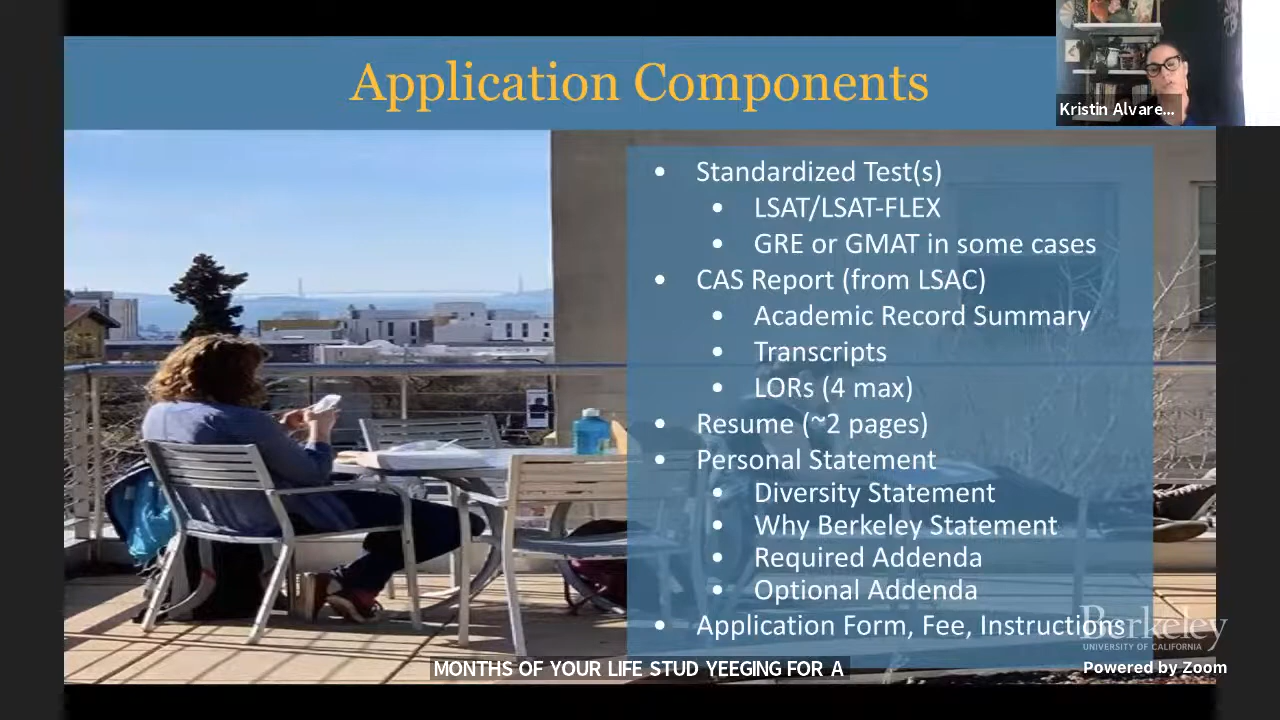 Application Components
Kristin Alvare...
• Standardized Test(s)
• LSAT/LSAT-FLEX
• GRE or GMAT in some cases
• CAS Report (from LSAC)
• Academic Record Summary
• Transcripts
• LORs (4 max)
• Resume (~2 pages)
• Personal Statement
• Diversity Statement
• Why Berkeley Statement
• Required Addenda
• Optional Addenda
• Application Form, Fee, Instructions
Berkeley
UNIVERSITY OF CALIFORNIA
MONTHS OF YOUR LIFE STUD YEEGING FOR A
Powered by Zoom